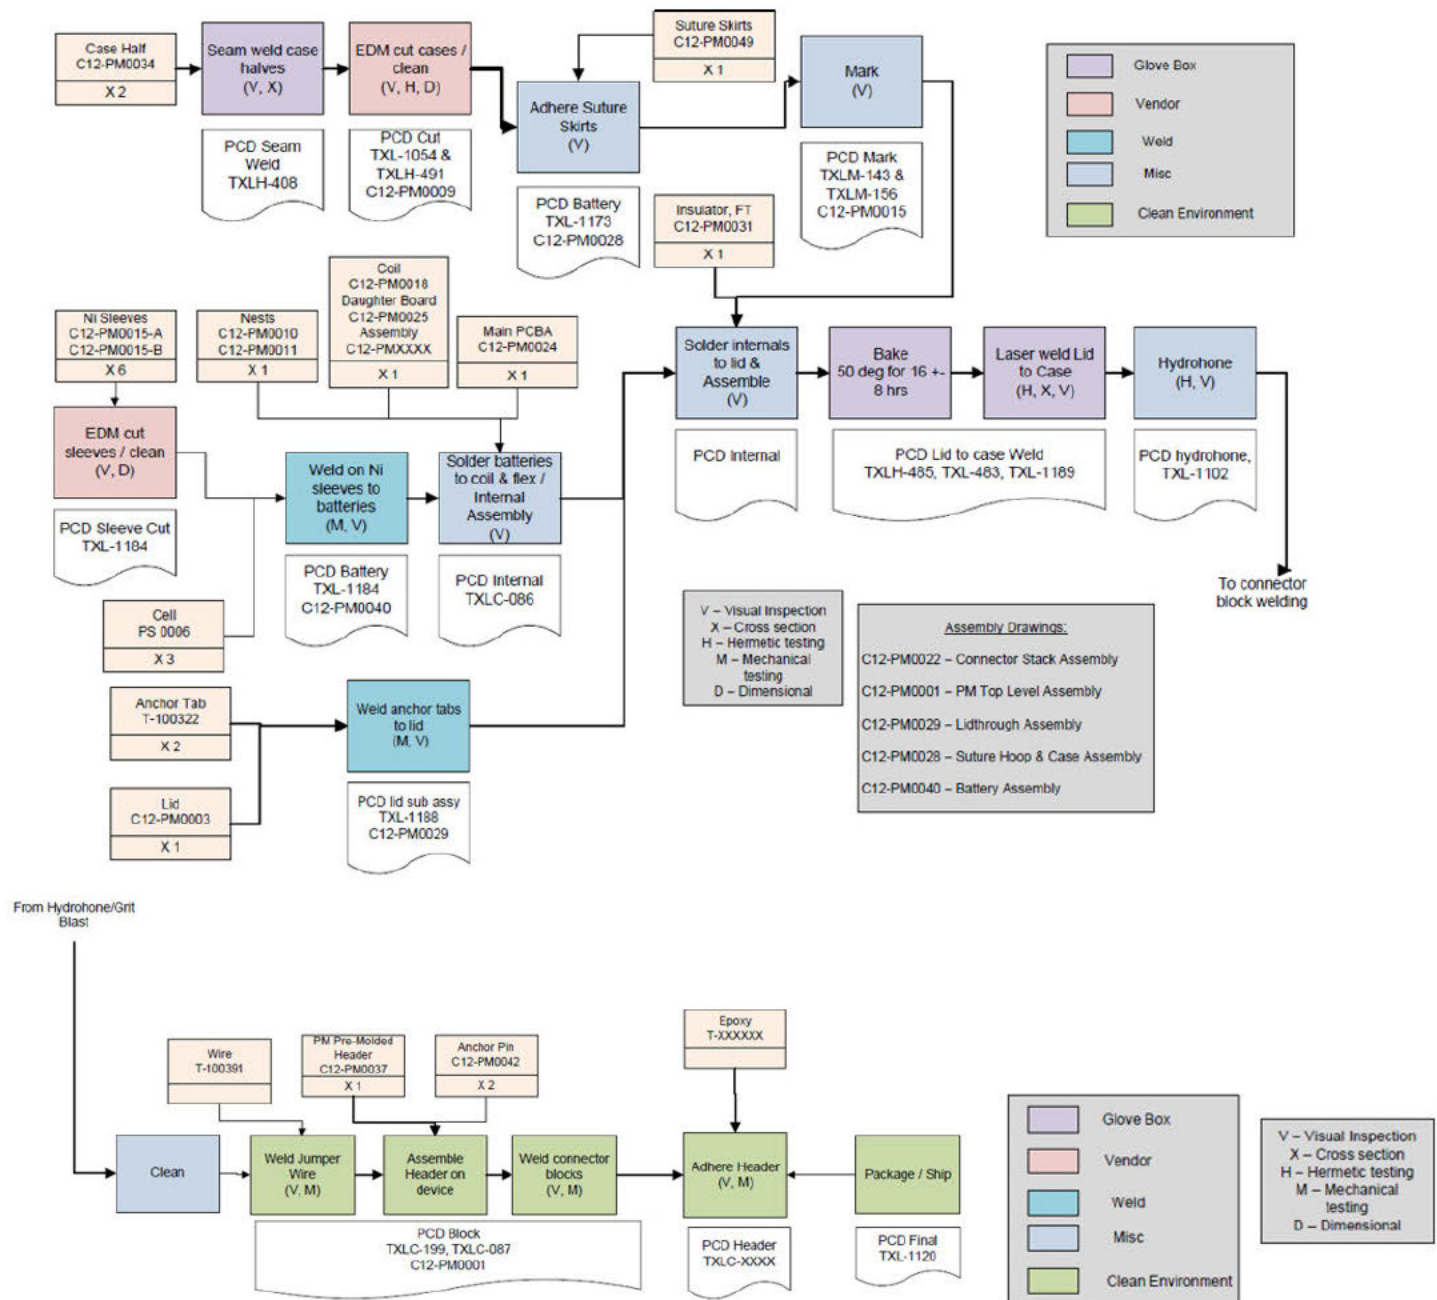 Case Half
C12-PM0034
X 2
Seam weld case
halves
(V, X)
EDM cut cases /
clean
(V, H, D)
Suture Skirts
C12-PM0049
X 1
Adhere Suture
Skirts
(V)
Mark
(V)
Glove Box
Vendor
Weld
Misc
Clean Environment
PCD Seam
Weld
TXLH-408
PCD Cut
TXL-1054 &
TXLH-491
C12-PM0009
PCD Battery
TXL-1173
C12-PM0028
Insulator, FT
C12-PM0031
X 1
PCD Mark
TXLM-143 &
TXLM-156
C12-PM0015
Ni Sleeves
C12-PM0015-A
C12-PM0015-B
X 6
Nests
C12-PM0010
C12-PM0011
X 1
Coil
C12-PM0018
Daughter Board
C12-PM0025
Assembly
C12-PMXXXX
X 1
Main PCBA
C12-PM0024
X 1
Solder internals
to lid &
Assemble
(V)
Bake
50 deg for 16 +-
8 hrs
Laser weld Lid
to Case
(H, X, V)
Hydrohone
(H, V)
EDM cut
sleeves / clean
(V, D)
Weld on Ni
sleeves to
batteries
(M, V)
Solder batteries
to coil & flex /
Internal
Assembly
(V)
PCD Internal
PCD Lid to case Weld
TXLH-485, TXL-483, TXL-1189
PCD hydrohone,
TXL-1102
PCD Sleeve Cut
TXL-1184
PCD Battery
TXL-1184
C12-PM0040
PCD Internal
TXLC-086
To connector
block welding
Cell
PS 0006
X 3
V – Visual Inspection
X – Cross section
H – Hermetic testing
M – Mechanical
testing
D – Dimensional
Assembly Drawings:
C12-PM0022 – Connector Stack Assembly
C12-PM0001 – PM Top Level Assembly
C12-PM0029 – Lidthrough Assembly
C12-PM0028 – Suture Hoop & Case Assembly
C12-PM0040 – Battery Assembly
Anchor Tab
T-100322
X 2
Weld anchor tabs
to lid
(M, V)
Lid
C12-PM0003
X 1
PCD lid sub assy
TXL-1188
C12-PM0029
From Hydrohone/Grit
Blast
Wire
T-100391
PM Pre-Molded
Header
C12-PM0037
X 1
Anchor Pin
C12-PM0042
X 2
Epoxy
T-XXXXXX
Clean
Weld Jumper
Wire
(V, M)
Assemble
Header on
device
Weld connector
blocks
(V, M)
Adhere Header
(V, M)
Package / Ship
PCD Block
TXLC-199, TXLC-087
C12-PM0001
PCD Header
TXLC-XXXX
PCD Final
TXL-1120
Glove Box
Vendor
Weld
Misc
Clean Environment
V – Visual Inspection
X – Cross section
H – Hermetic testing
M – Mechanical
testing
D – Dimensional